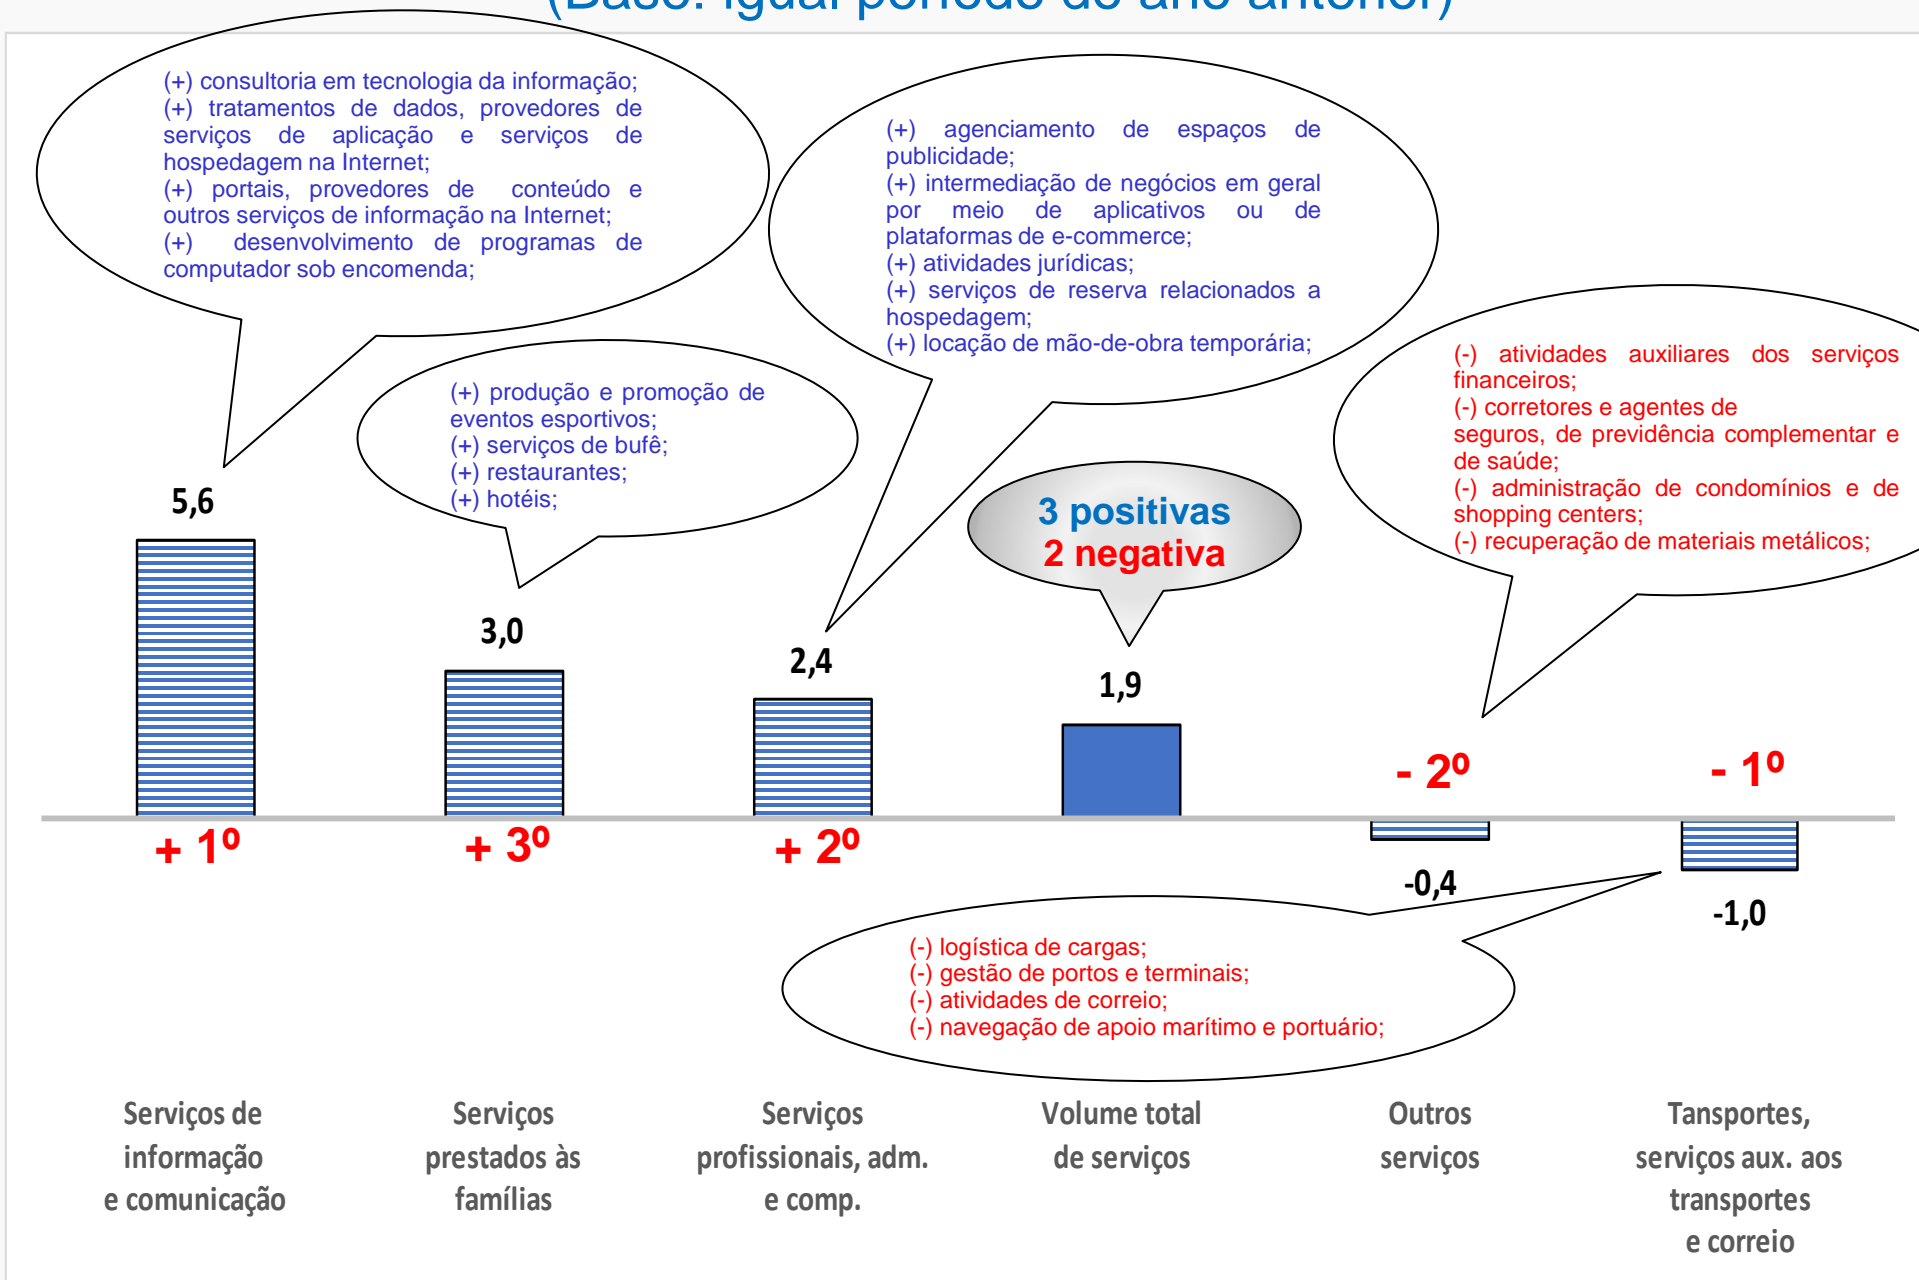 (Base: igual período do ano anterior)
(+) consultoria em tecnologia da informação;
(+) tratamentos de dados, provedores de
serviços de aplicação e serviços de
hospedagem na Internet;
(+) portais, provedores de conteúdo e
outros serviços de informação na Internet;
(+) desenvolvimento de programas de
computador sob encomenda;
(+) agenciamento de espaços de
publicidade;
(+) intermediação de negócios em geral
por meio de aplicativos ou de
plataformas de e-commerce;
(+) atividades jurídicas;
(+) serviços de reserva relacionados a
hospedagem;
(+) locação de mão-de-obra temporária;
(-) atividades auxiliares dos serviços
financeiros;
(-) corretores e agentes de
seguros, de previdência complementar e
de saúde;
(-) administração de condomínios e de
shopping centers;
(-) recuperação de materiais metálicos;
(+) produção e promoção de
eventos esportivos;
(+) serviços de bufê;
(+) restaurantes;
(+) hotéis;
3 positivas
2 negativa
5,6
3,0
2,4
1,9
- 2º
- 1º
+ 1º
+ 3º
+ 2º
-0,4
-1,0
(-) logística de cargas;
(-) gestão de portos e terminais;
(-) atividades de correio;
(-) navegação de apoio marítimo e portuário;
Serviços de
informação
e comunicação
Serviços
prestados às
famílias
Serviços
profissionais, adm.
e comp.
Volume total
de serviços
Outros
serviços
Tansportes,
serviços aux. aos
transportes
e correio